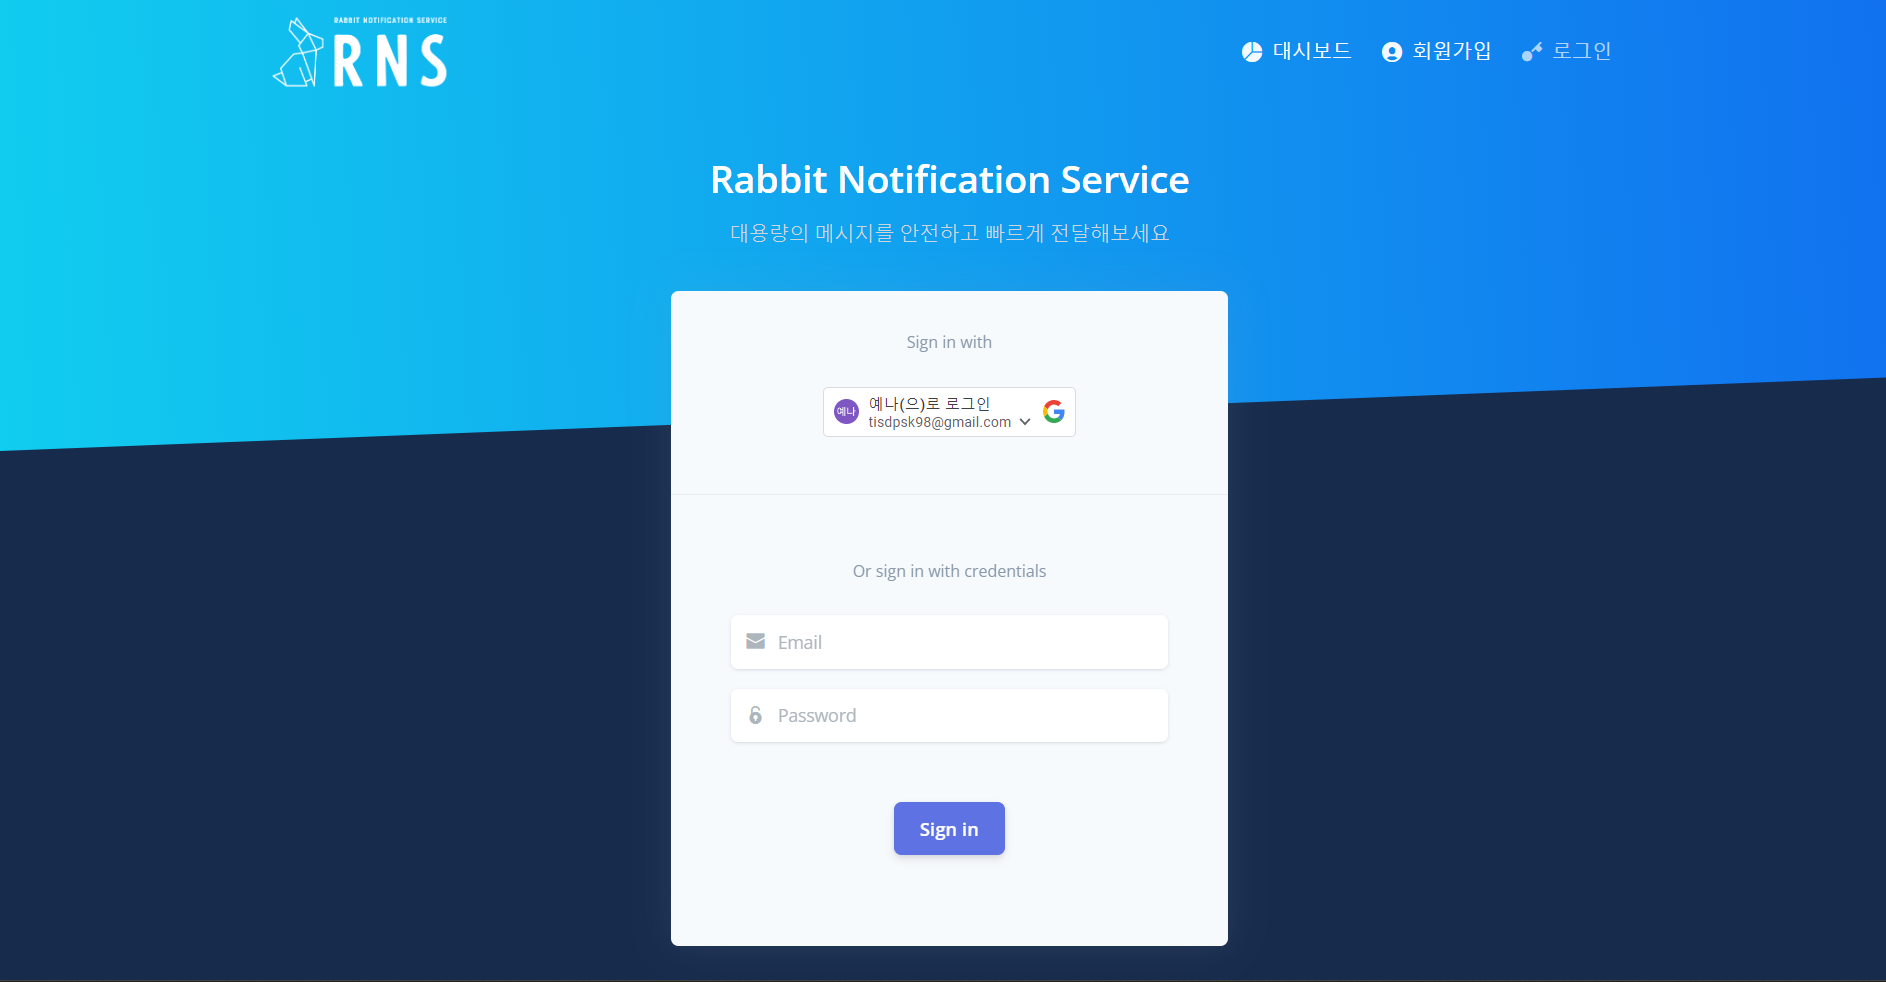 RABBIT NOTIFICATION SERVICE
RNS
대시보드 회원가입 로그인
Rabbit Notification Service
대용량의 메시지를 안전하고 빠르게 전달해보세요
Sign in with
예나
예나(으)로 로그인
tisdpsk98@gmail.com
Or sign in with credentials
Email
Password
Sign in